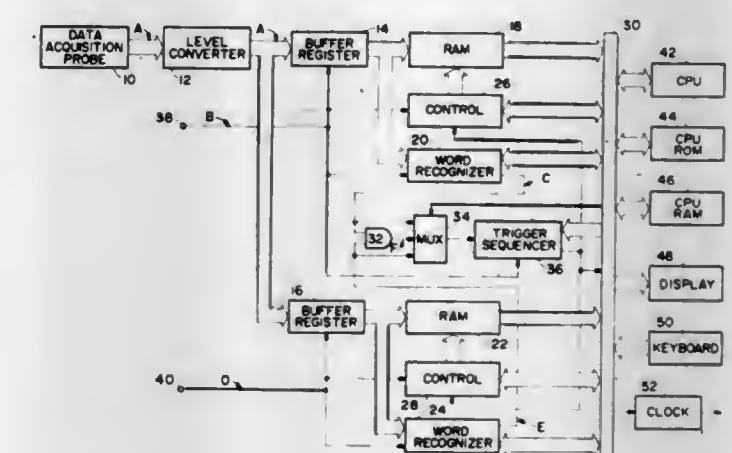 DATA
ACQUISITION
PROBE
10
A
LEVEL
CONVERTER
12
A
BUFFER
REGISTER
14
RAM
18
30
42
CPU
38
B
26
CONTROL
44
CPU
ROM
20
WORD
RECOGNIZER
C
46
CPU
RAM
32
MUX
34
TRIGGER
SEQUENCER
36
48
DISPLAY
16
BUFFER
REGISTER
RAM
22
50
KEYBOARD
40
D
CONTROL
28
24
WORD
RECOGNIZER
E
52
CLOCK